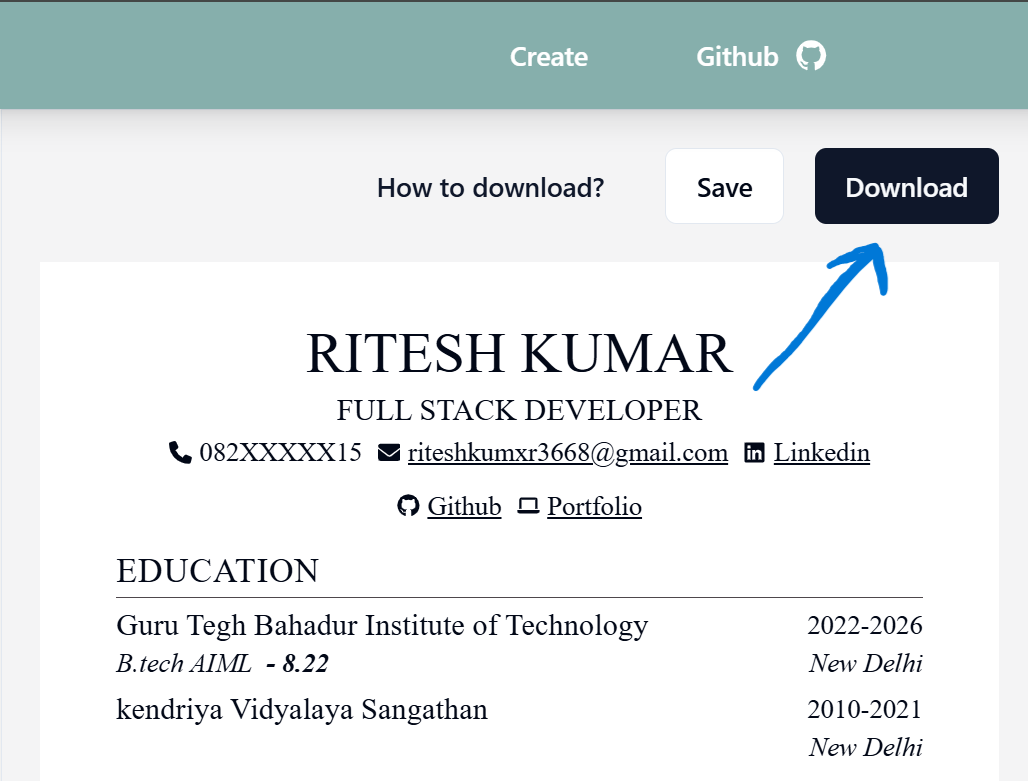 Create Github
How to download? Save Download
RITESH KUMAR
FULL STACK DEVELOPER
082XXXXX15 riteshkumxr3668@gmail.com Linkedin
Github Portfolio
EDUCATION
Guru Tegh Bahadur Institute of Technology 2022-2026
B.tech AIML - 8.22 New Delhi
kendriya Vidyalaya Sangathan 2010-2021
New Delhi